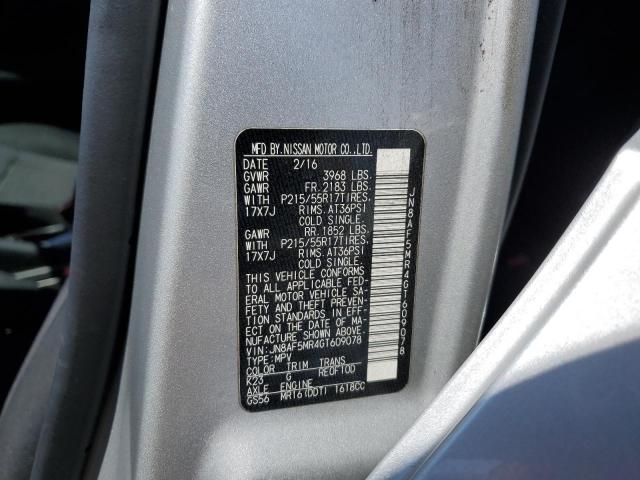 MFD BY.NISSAN MOTOR CO.,LTD.
DATE 2/16
GVWR 3968 LBS.
GAWR FR.2183 LBS.
WITH P215/55R17TIRES,
17X7J RIMS.AT36PSI
COLD SINGLE.
GAWR RR.1852 LBS.
WITH P215/55R17TIRES,
17X7J RIMS.AT36PSI
COLD SINGLE.
THIS VEHICLE CONFORMS
TO ALL APPLICABLE FED-
ERAL MOTOR VEHICLE SA-
FETY AND THEFT PREVEN-
TION STANDARDS IN EFF-
ECT ON THE DATE OF MA-
NUFACTURE SHOWN ABOVE.
VIN:JN8AF5MR4GT609078
TYPE:MPV
COLOR TRIM TRANS
K23 G RE0F10D
AXLE ENGINE
GS56 MR16(DDT) 1618CC
JN8AF5MR4GT609078